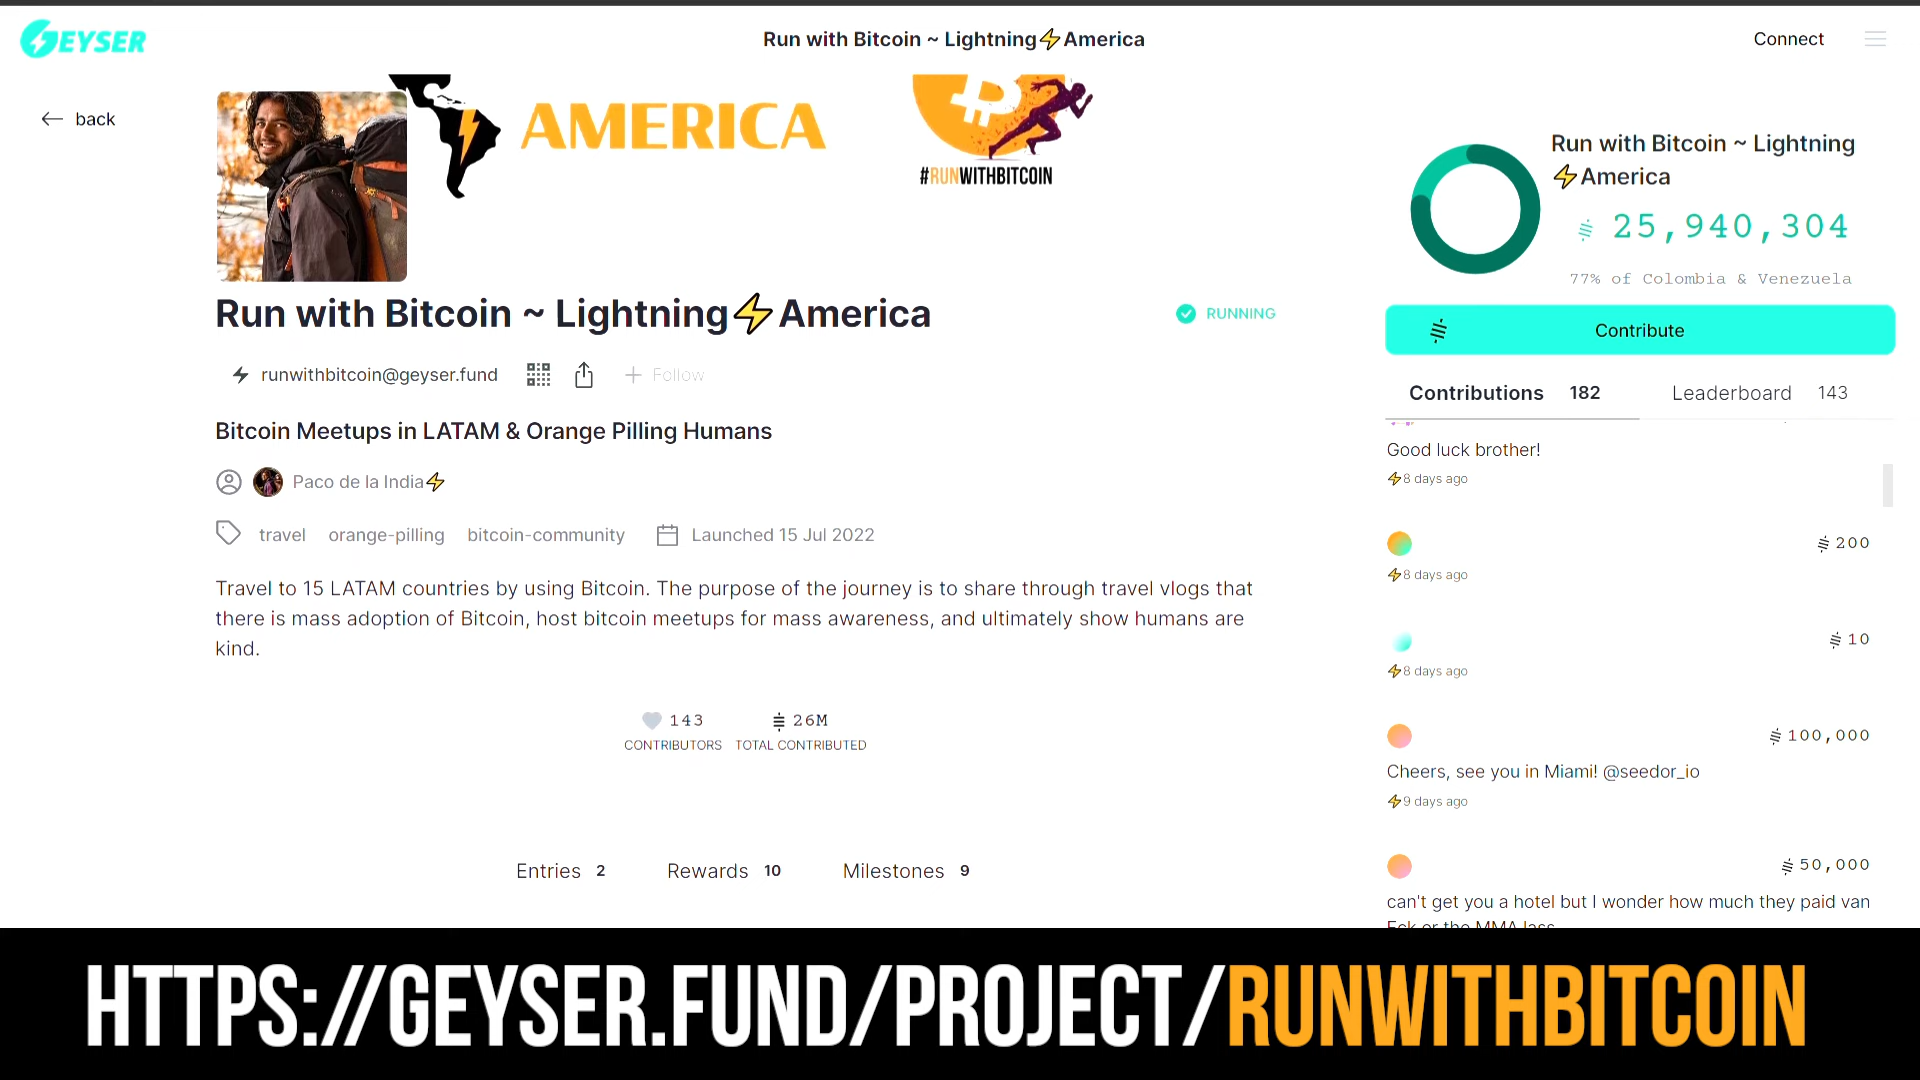 GEYSER
Run with Bitcoin ~ Lightning⚡America
Connect
back
AMERICA
#RUNWITHBITCOIN
Run with Bitcoin ~ Lightning⚡America
RUNNING
runwithbitcoin@geyser.fund
Follow
Bitcoin Meetups in LATAM & Orange Pilling Humans
Paco de la India⚡
travel orange-pilling bitcoin-community Launched 15 Jul 2022
Travel to 15 LATAM countries by using Bitcoin. The purpose of the journey is to share through travel vlogs that
there is mass adoption of Bitcoin, host bitcoin meetups for mass awareness, and ultimately show humans are
kind.
143 26M
CONTRIBUTORS TOTAL CONTRIBUTED
Entries 2 Rewards 10 Milestones 9
Run with Bitcoin ~ Lightning
⚡America
25,940,304
77% of Colombia & Venezuela
Contribute
Contributions 182 Leaderboard 143
Good luck brother!
⚡8 days ago
200
⚡8 days ago
10
⚡8 days ago
100,000
Cheers, see you in Miami! @seedor_io
⚡9 days ago
50,000
can't get you a hotel but I wonder how much they paid van
Eck or the MMA lass
HTTPS://GEYSER.FUND/PROJECT/RUNWITHBITCOIN